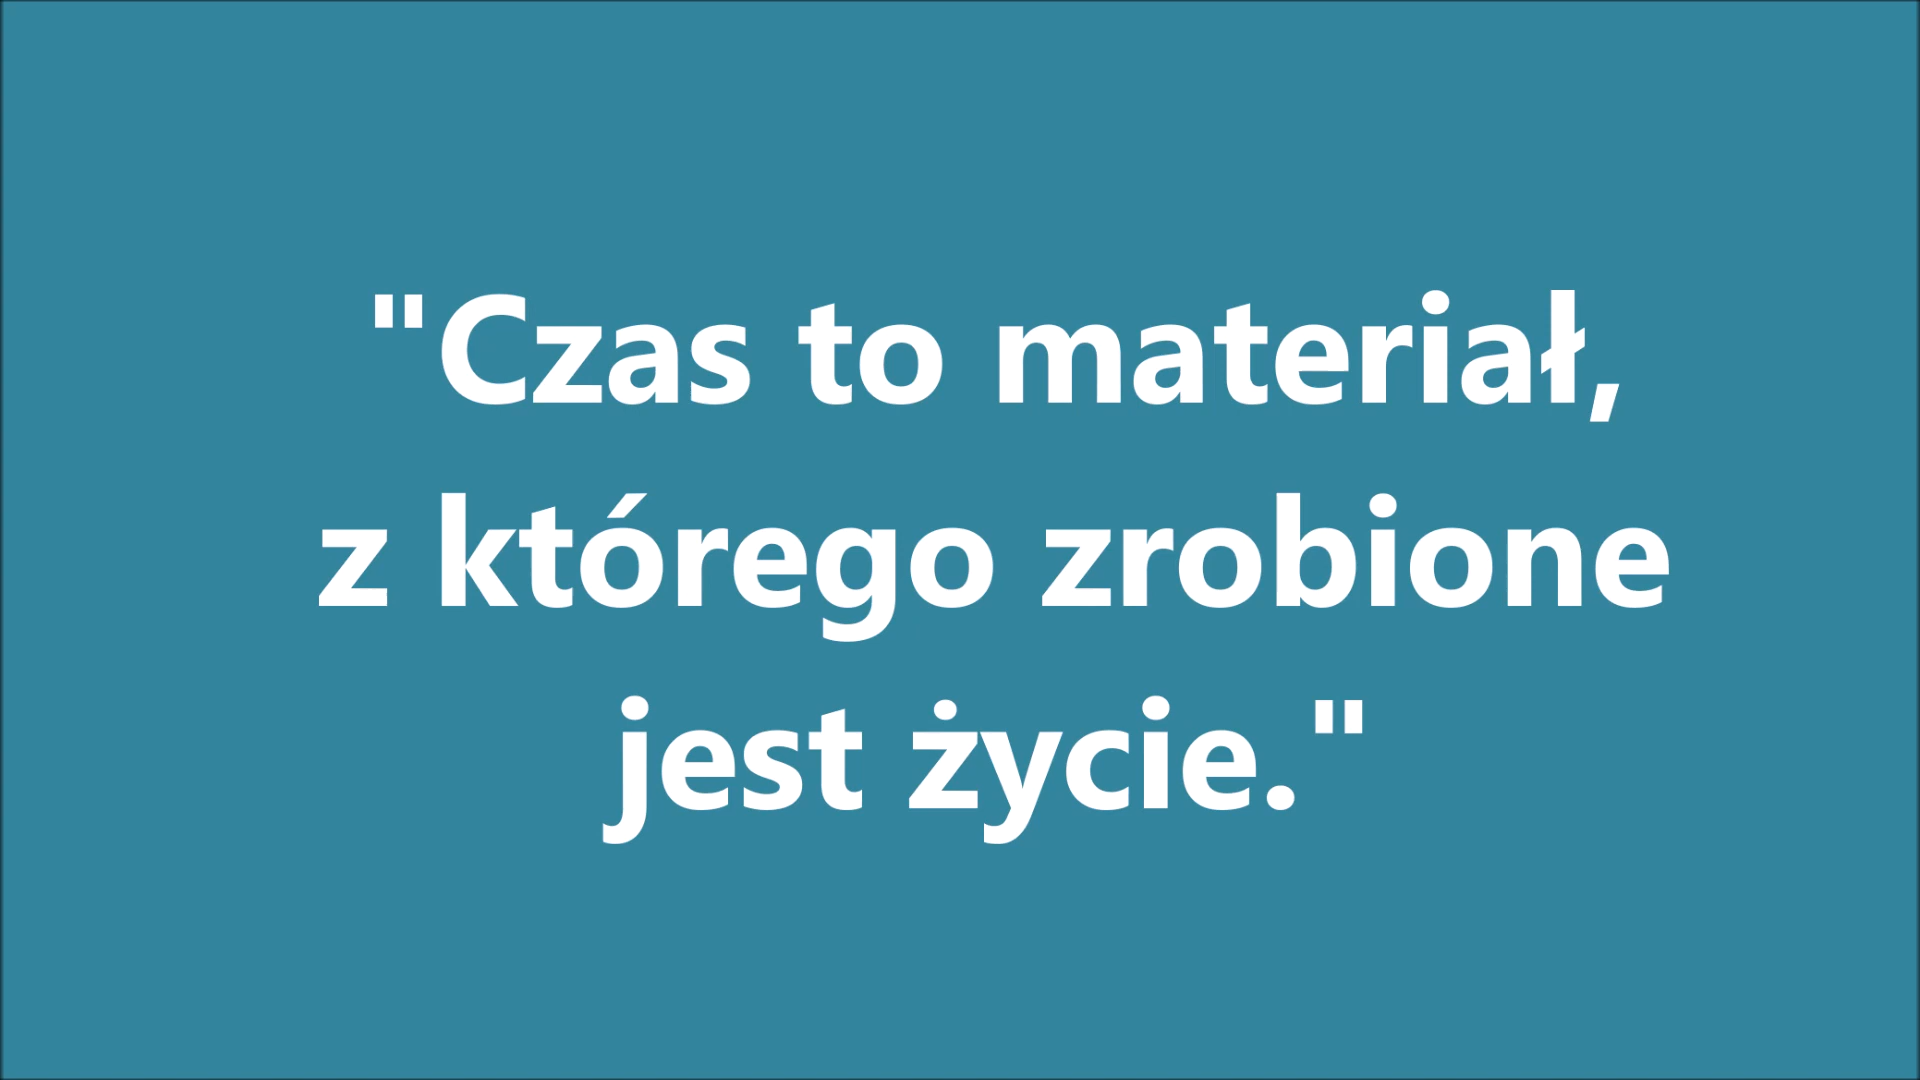 "Czas to materiał,
z którego zrobione
jest życie."